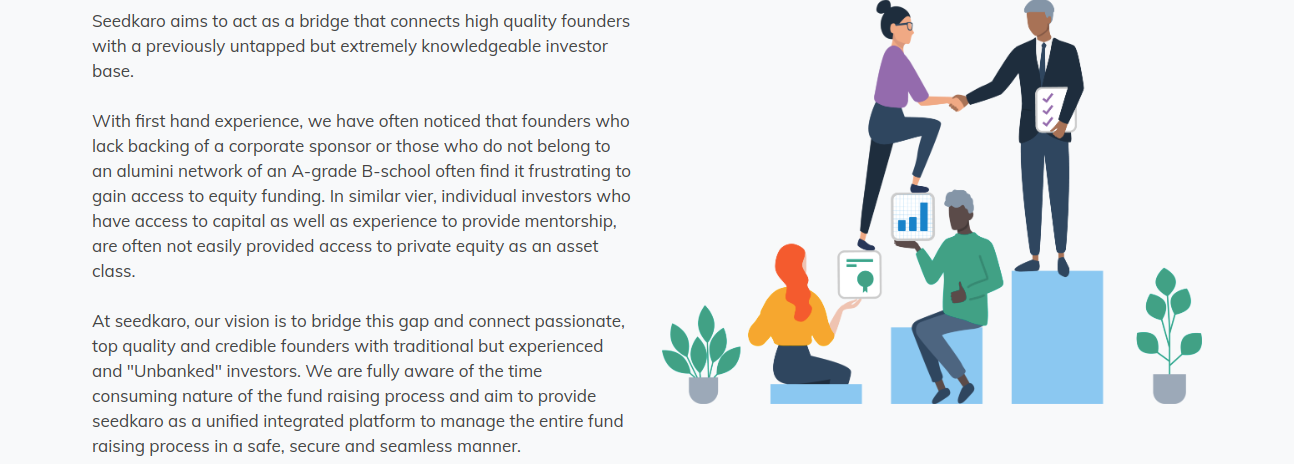 Seedkaro aims to act as a bridge that connects high quality founders
with a previously untapped but extremely knowledgeable investor
base.
With first hand experience, we have often noticed that founders who
lack backing of a corporate sponsor or those who do not belong to
an alumini network of an A-grade B-school often find it frustrating to
gain access to equity funding. In similar vier, individual investors who
have access to capital as well as experience to provide mentorship,
are often not easily provided access to private equity as an asset
class.
At seedkaro, our vision is to bridge this gap and connect passionate,
top quality and credible founders with traditional but experienced
and "Unbanked" investors. We are fully aware of the time
consuming nature of the fund raising process and aim to provide
seedkaro as a unified integrated platform to manage the entire fund
raising process in a safe, secure and seamless manner.